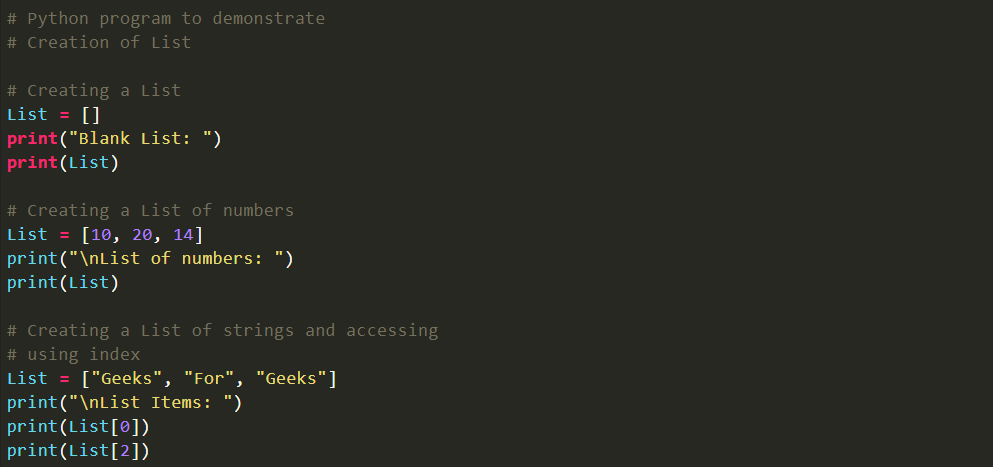 # Python program to demonstrate
# Creation of List
# Creating a List
List = []
print("Blank List: ")
print(List)
# Creating a List of numbers
List = [10, 20, 14]
print("\nList of numbers: ")
print(List)
# Creating a List of strings and accessing
# using index
List = ["Geeks", "For", "Geeks"]
print("\nList Items: ")
print(List[0])
print(List[2])